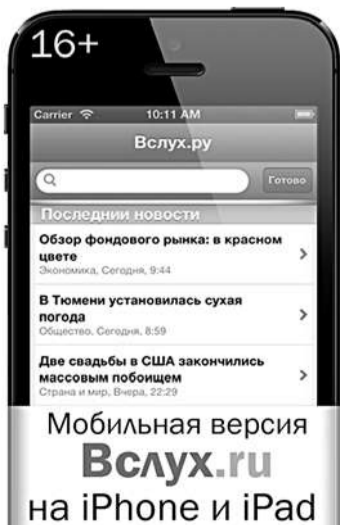 16+
Carrier 10:11 AM
Вслух.ру
Готово
Последнии новости
Обзор фондового рынка: в красном
цвете
Экономика, Сегодня, 9:44
В Тюмени установилась сухая
погода
Общество, Сегодня, 8:59
Две свадьбы в США закончились
массовым побоищем
Страна и мир, Вчера, 22:29
Мобильная версия
Вслух.ru
на iPhone и iPad